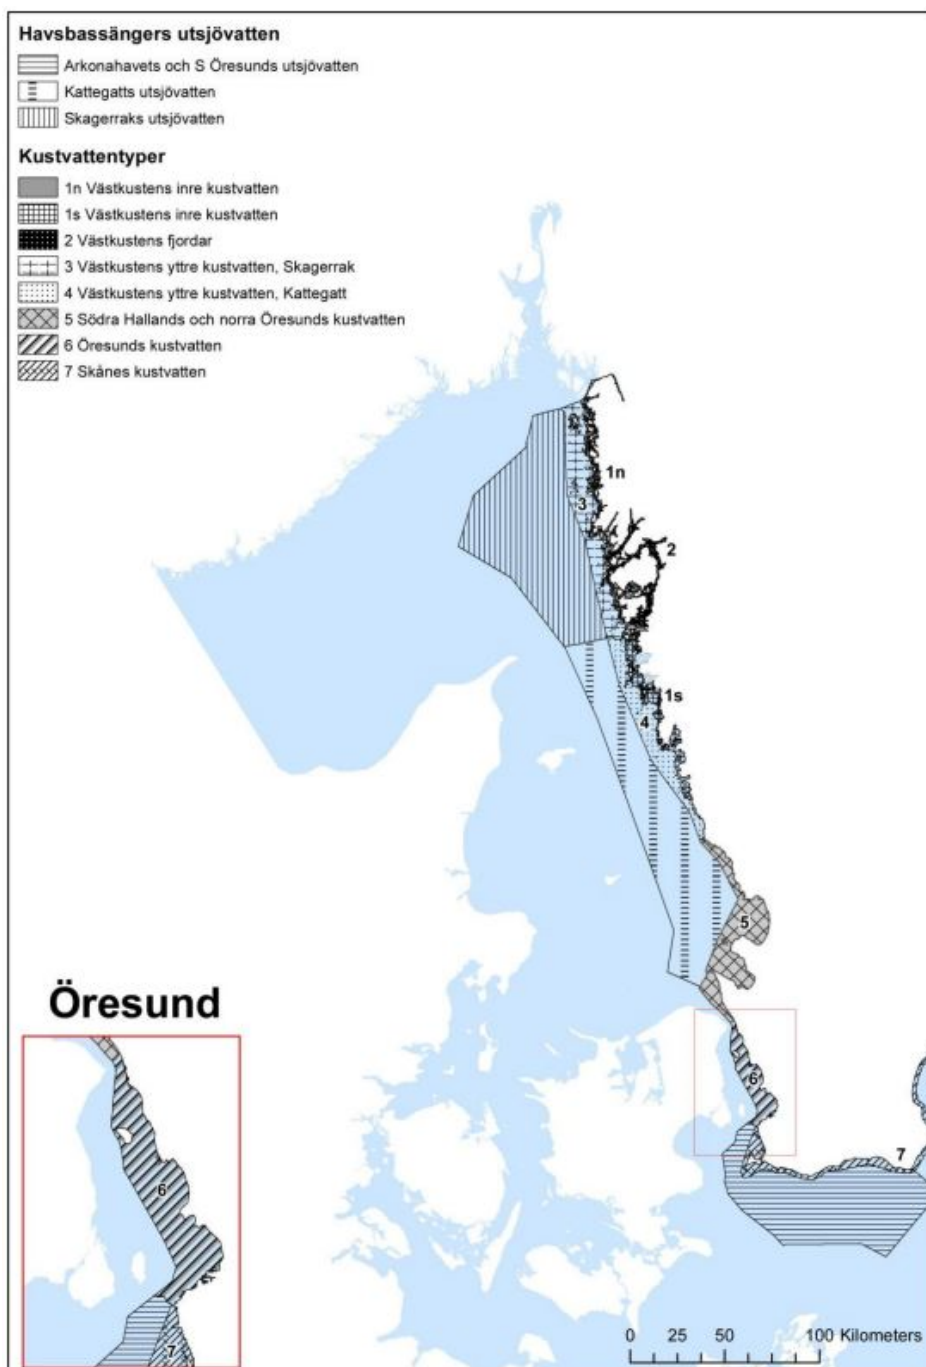 Havsbassängers utsjövatten
Arkonahavets och S Öresunds utsjövatten
Kattegatts utsjövatten
Skagerraks utsjövatten
Kustvattentyper
1n Västkustens inre kustvatten
1s Västkustens inre kustvatten
2 Västkustens fjordar
3 Västkustens yttre kustvatten, Skagerrak
4 Västkustens yttre kustvatten, Kattegatt
5 Södra Hallands och norra Öresunds kustvatten
6 Öresunds kustvatten
7 Skånes kustvatten
1n
3
2
1s
4
5
Öresund
6
7
6
7
0 25 50 100 Kilometers